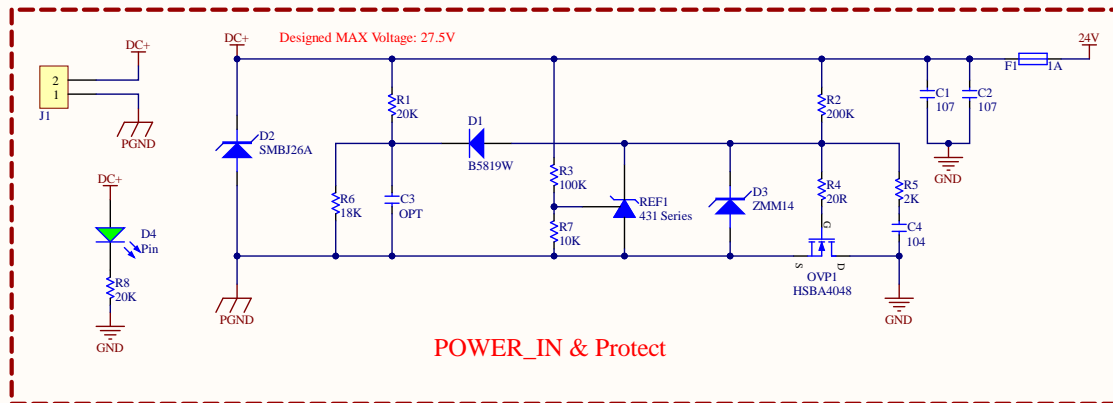 DC+
DC+
Designed MAX Voltage: 27.5V
24V
2
1
J1
PGND
F1
1A
R1
20K
R2
200K
C1
107
C2
107
D2
SMBJ26A
D1
B5819W
GND
DC+
R3
100K
R6
18K
C3
OPT
REF1
431 Series
D3
ZMM14
R4
20R
R5
2K
D4
Pin
R7
10K
G
C4
104
S
D
R8
20K
OVP1
HSBA4048
PGND
GND
GND
POWER_IN & Protect